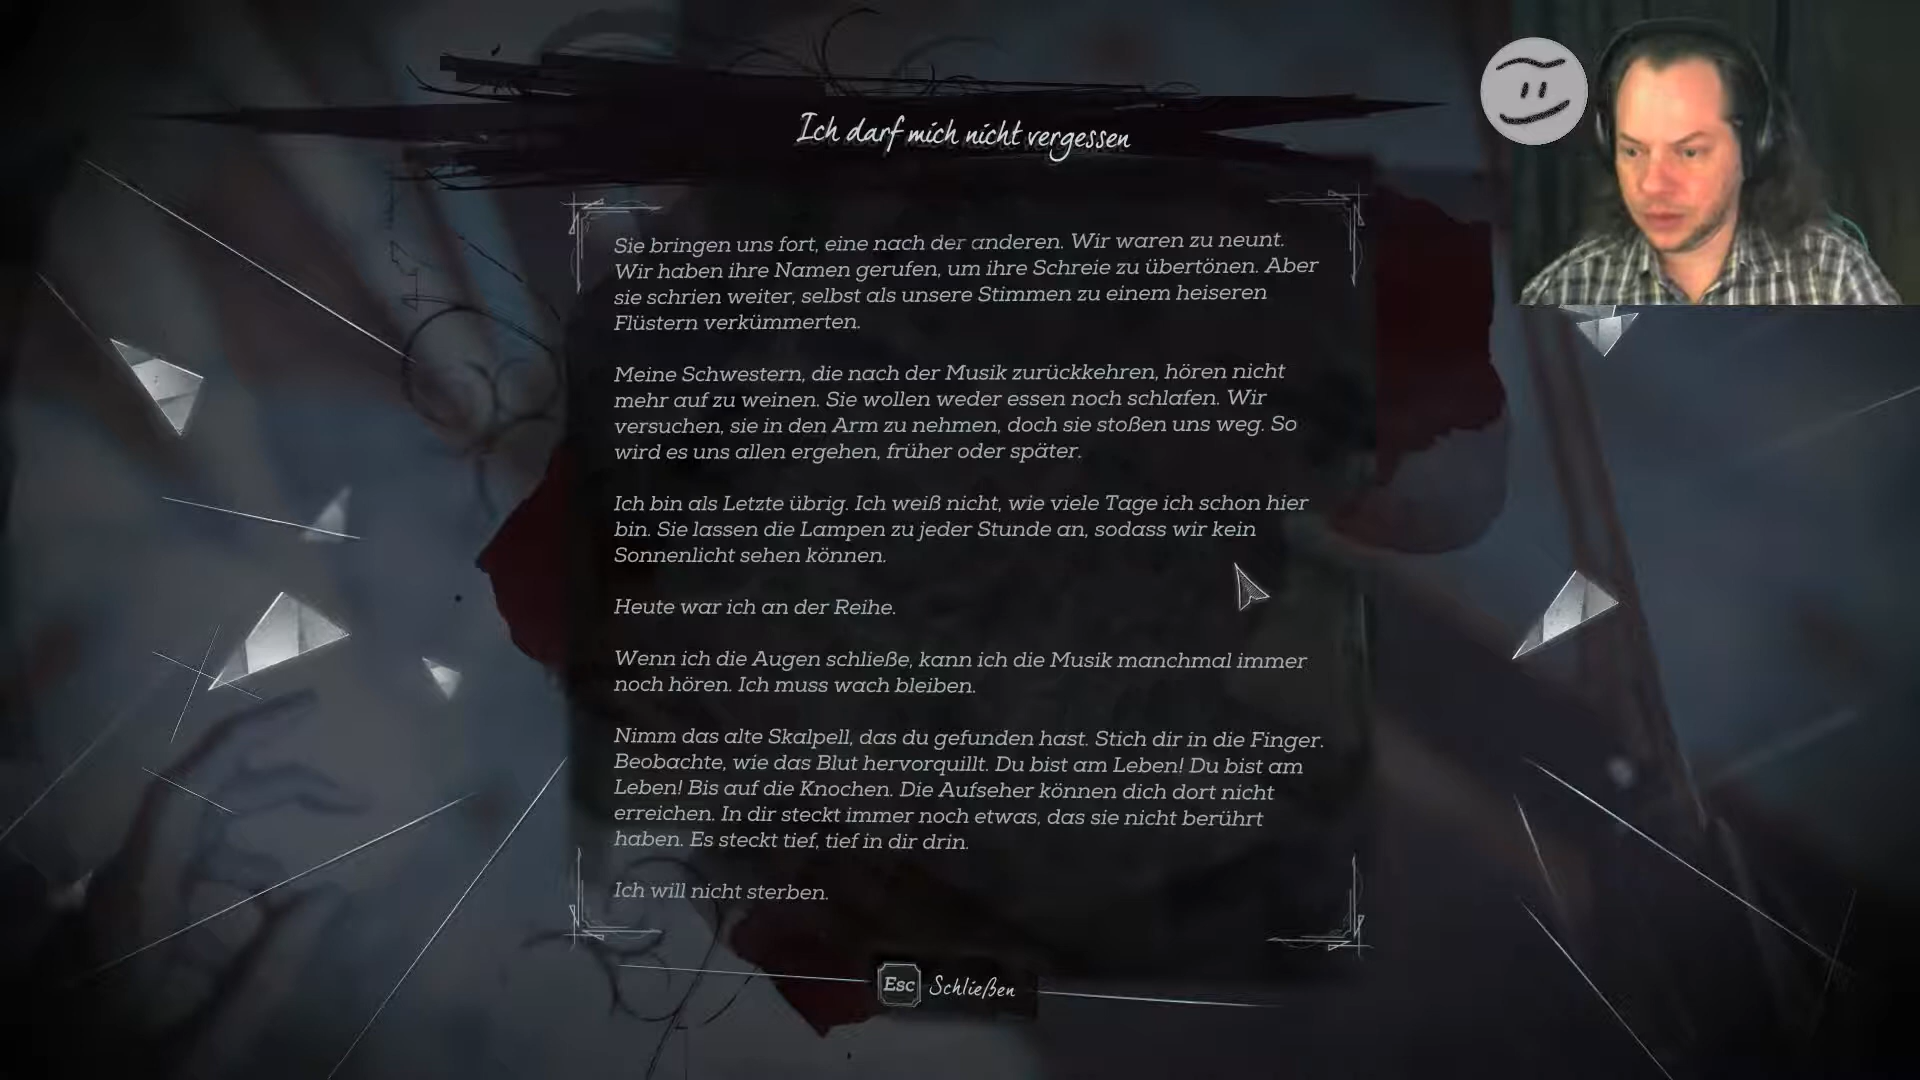 Ich darf mich nicht vergessen
Sie bringen uns fort, eine nach der anderen. Wir waren zu neunt.
Wir haben ihre Namen gerufen, um ihre Schreie zu übertönen. Aber
sie schrien weiter, selbst als unsere Stimmen zu einem heiseren
Flüstern verkümmerten.
Meine Schwestern, die nach der Musik zurückkehren, hören nicht
mehr auf zu weinen. Sie wollen weder essen noch schlafen. Wir
versuchen, sie in den Arm zu nehmen, doch sie stoßen uns weg. So
wird es uns allen ergehen, früher oder später.
Ich bin als Letzte übrig. Ich weiß nicht, wie viele Tage ich schon hier
bin. Sie lassen die Lampen zu jeder Stunde an, sodass wir kein
Sonnenlicht sehen können.
Heute war ich an der Reihe.
Wenn ich die Augen schließe, kann ich die Musik manchmal immer
noch hören. Ich muss wach bleiben.
Nimm das alte Skalpell, das du gefunden hast. Stich dir in die Finger.
Beobachte, wie das Blut hervorquillt. Du bist am Leben! Du bist am
Leben! Bis auf die Knochen. Die Aufseher können dich dort nicht
erreichen. In dir steckt immer noch etwas, das sie nicht berührt
haben. Es steckt tief, tief in dir drin.
Ich will nicht sterben.
Esc Schließen